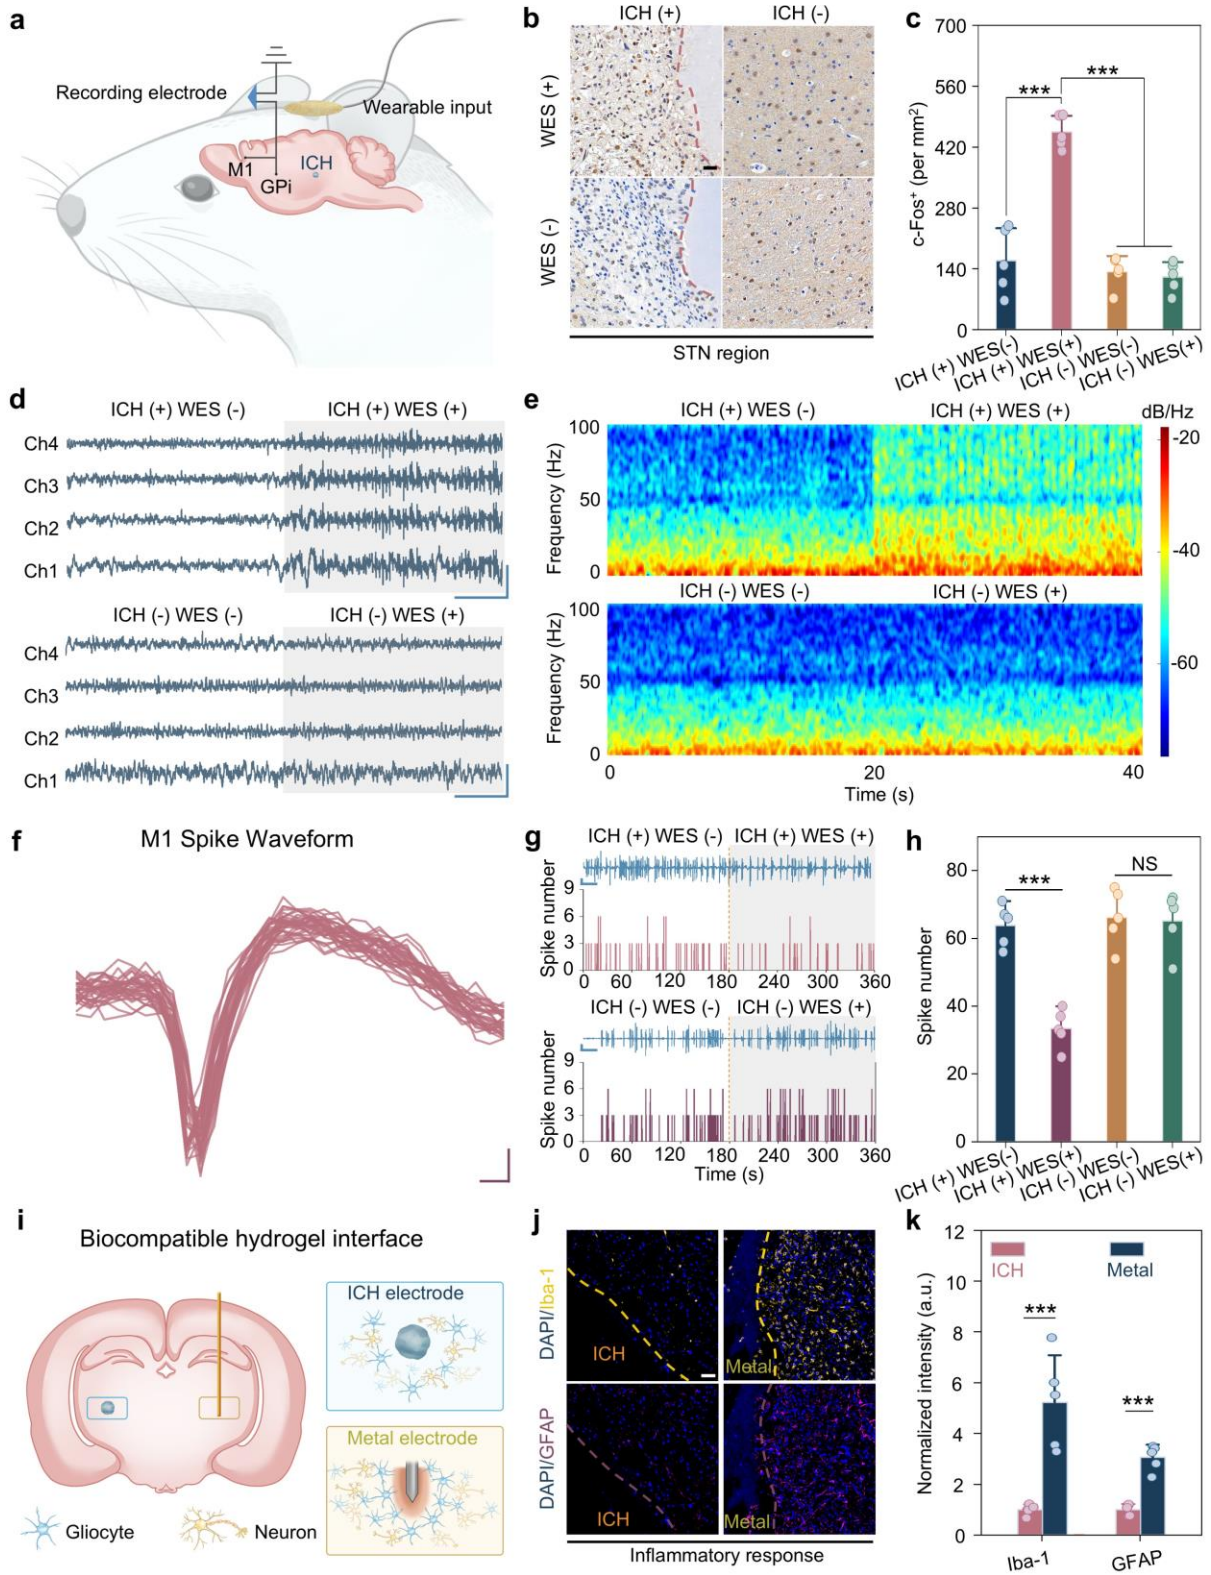 a
Recording electrode
Wearable input
M1
ICH
GPi
b
ICH (+)
ICH (-)
WES (+)
WES (-)
STN region
c
c-Fos⁺ (per mm²)
700
560
420
280
140
0
***
***
ICH (+) WES(-)
ICH (+) WES(+)
ICH (-) WES(-)
ICH (-) WES(+)
d
ICH (+) WES (-)
ICH (+) WES (+)
Ch4
Ch3
Ch2
Ch1
ICH (-) WES (-)
ICH (-) WES (+)
Ch4
Ch3
Ch2
Ch1
e
ICH (+) WES (-)
ICH (+) WES (+)
dB/Hz
Frequency (Hz)
100
50
0
ICH (-) WES (-)
ICH (-) WES (+)
Frequency (Hz)
100
50
0
0
20
40
Time (s)
-20
-40
-60
f
M1 Spike Waveform
g
ICH (+) WES (-)
ICH (+) WES (+)
Spike number
9
6
3
0
0 60 120 180 240 300 360
ICH (-) WES (-)
ICH (-) WES (+)
Spike number
9
6
3
0
0 60 120 180 240 300 360
Time (s)
h
Spike number
80
60
40
20
0
***
NS
ICH (+) WES(-)
ICH (+) WES(+)
ICH (-) WES(-)
ICH (-) WES(+)
i
Biocompatible hydrogel interface
ICH electrode
Metal electrode
Gliocyte
Neuron
j
DAPI/Iba-1
DAPI/GFAP
ICH
Metal
ICH
Metal
Inflammatory response
k
Normalized intensity (a.u.)
12
10
8
6
4
2
0
ICH
Metal
***
***
Iba-1
GFAP